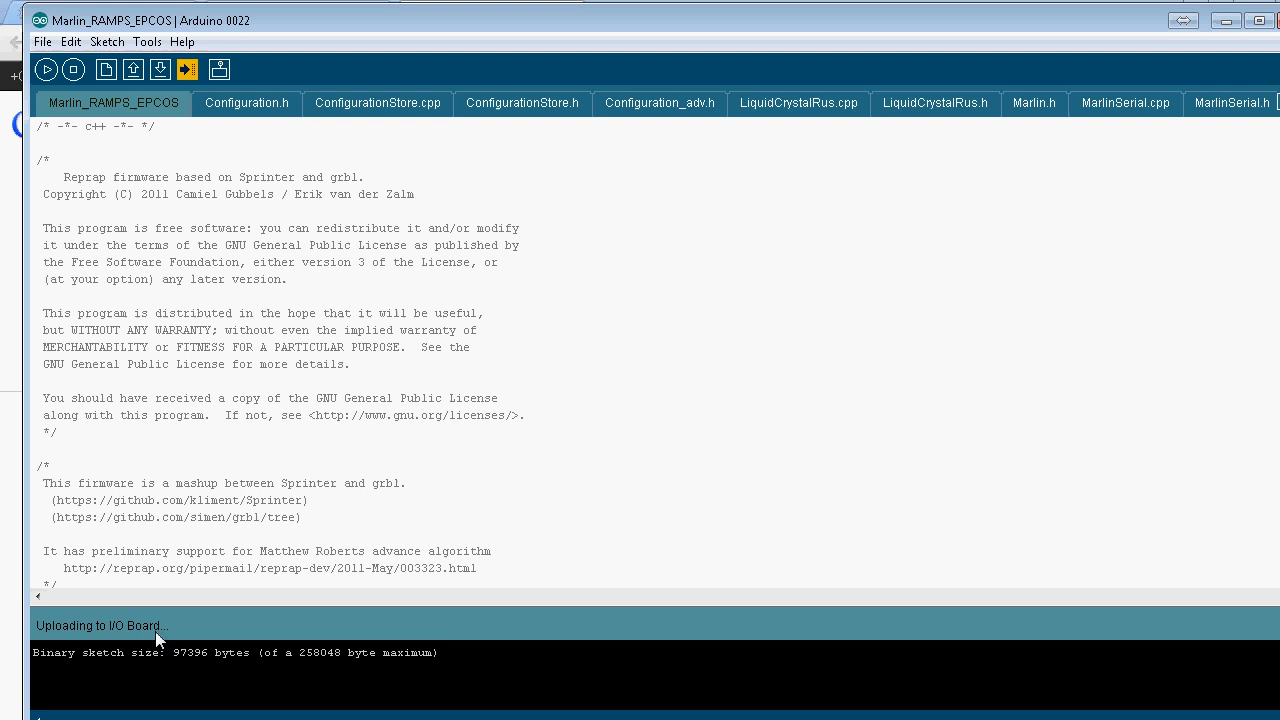 Marlin_RAMPS_EPCOS | Arduino 0022
File Edit Sketch Tools Help
Marlin_RAMPS_EPCOS Configuration.h ConfigurationStore.cpp ConfigurationStore.h Configuration_adv.h LiquidCrystalRus.cpp LiquidCrystalRus.h Marlin.h MarlinSerial.cpp MarlinSerial.h
/* -*- c++ -*- */
/*
Reprap firmware based on Sprinter and grbl.
Copyright (C) 2011 Camiel Gubbels / Erik van der Zalm
This program is free software: you can redistribute it and/or modify
it under the terms of the GNU General Public License as published by
the Free Software Foundation, either version 3 of the License, or
(at your option) any later version.
This program is distributed in the hope that it will be useful,
but WITHOUT ANY WARRANTY; without even the implied warranty of
MERCHANTABILITY or FITNESS FOR A PARTICULAR PURPOSE.  See the
GNU General Public License for more details.
You should have received a copy of the GNU General Public License
along with this program.  If not, see <http://www.gnu.org/licenses/>.
*/
/*
This firmware is a mashup between Sprinter and grbl.
(https://github.com/kliment/Sprinter)
(https://github.com/simen/grbl/tree)
It has preliminary support for Matthew Roberts advance algorithm
http://reprap.org/pipermail/reprap-dev/2011-May/003323.html
*/
Uploading to I/O Board...
Binary sketch size: 97396 bytes (of a 258048 byte maximum)